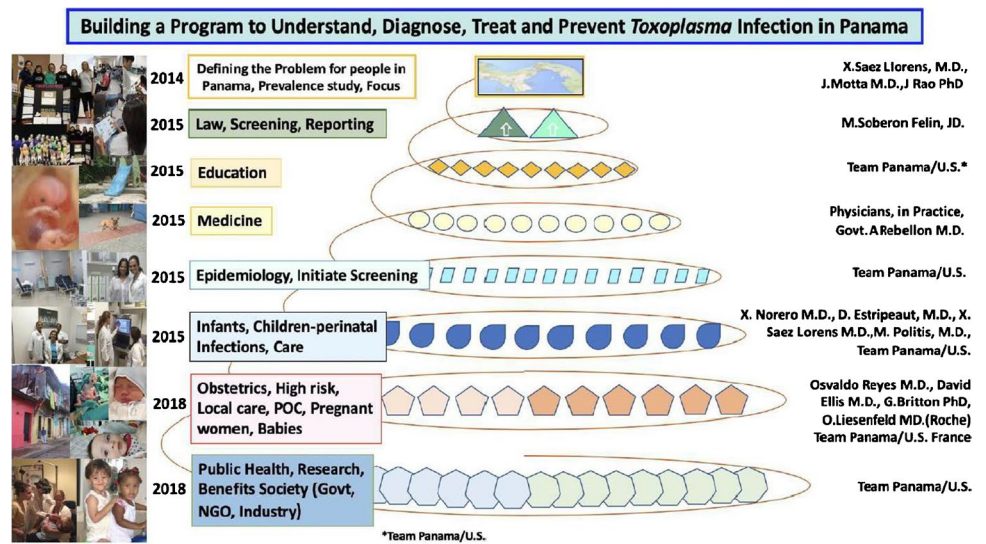 Building a Program to Understand, Diagnose, Treat and Prevent Toxoplasma Infection in Panama
2014
Defining the Problem for people in
Panama, Prevalence study, Focus
X.Saez Llorens, M.D.,
J.Motta M.D.,J Rao PhD
2015
Law, Screening, Reporting
M.Soberon Felin, JD.
2015
Education
Team Panama/U.S.*
2015
Medicine
Physicians, in Practice,
Govt. ARebellon M.D.
2015
Epidemiology, Initiate Screening
Team Panama/U.S.
2015
Infants, Children-perinatal
Infections, Care
X. Norero M.D., D. Estripeaut, M.D., X.
Saez Lorens M.D.,M. Politis, M.D.,
Team Panama/U.S.
2018
Obstetrics, High risk,
Local care, POC, Pregnant
women, Babies
Osvaldo Reyes M.D., David
Ellis M.D., G.Britton PhD,
O.Liesenfeld MD.(Roche)
Team Panama/U.S. France
2018
Public Health, Research,
Benefits Society (Govt,
NGO, Industry)
Team Panama/U.S.
*Team Panama/U.S.